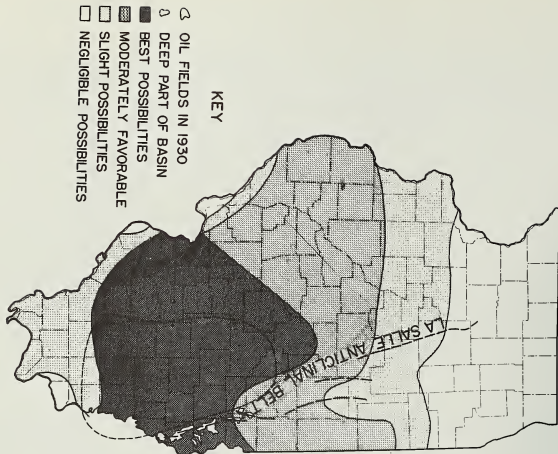 KEY
OIL FIELDS IN 1930
DEEP PART OF BASIN
BEST POSSIBILITIES
MODERATELY FAVORABLE
SLIGHT POSSIBILITIES
NEGLIGIBLE POSSIBILITIES
LA SALLE ANTICLINAL BELT